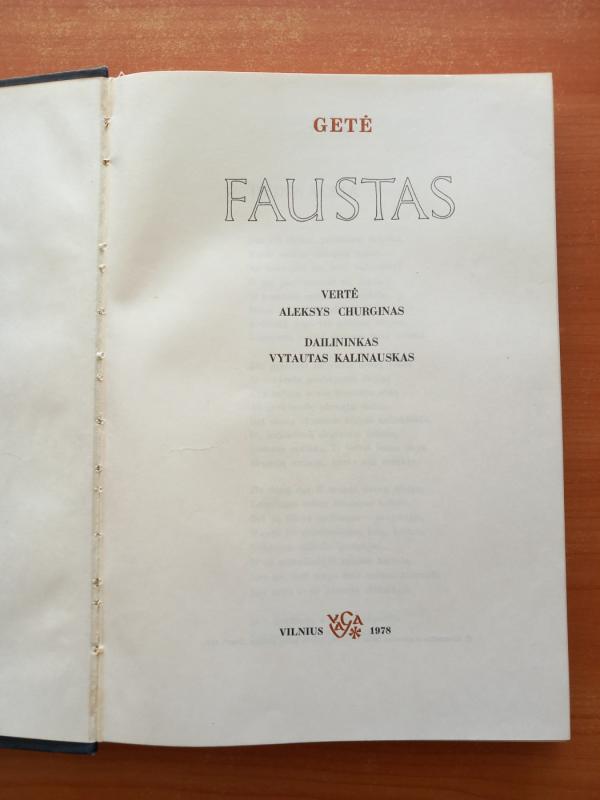 GETĖ
FAUSTAS
VERTĖ
ALEKSYS CHURGINAS
DAILININKAS
VYTAUTAS KALINAUSKAS
VILNIUS VAGA 1978